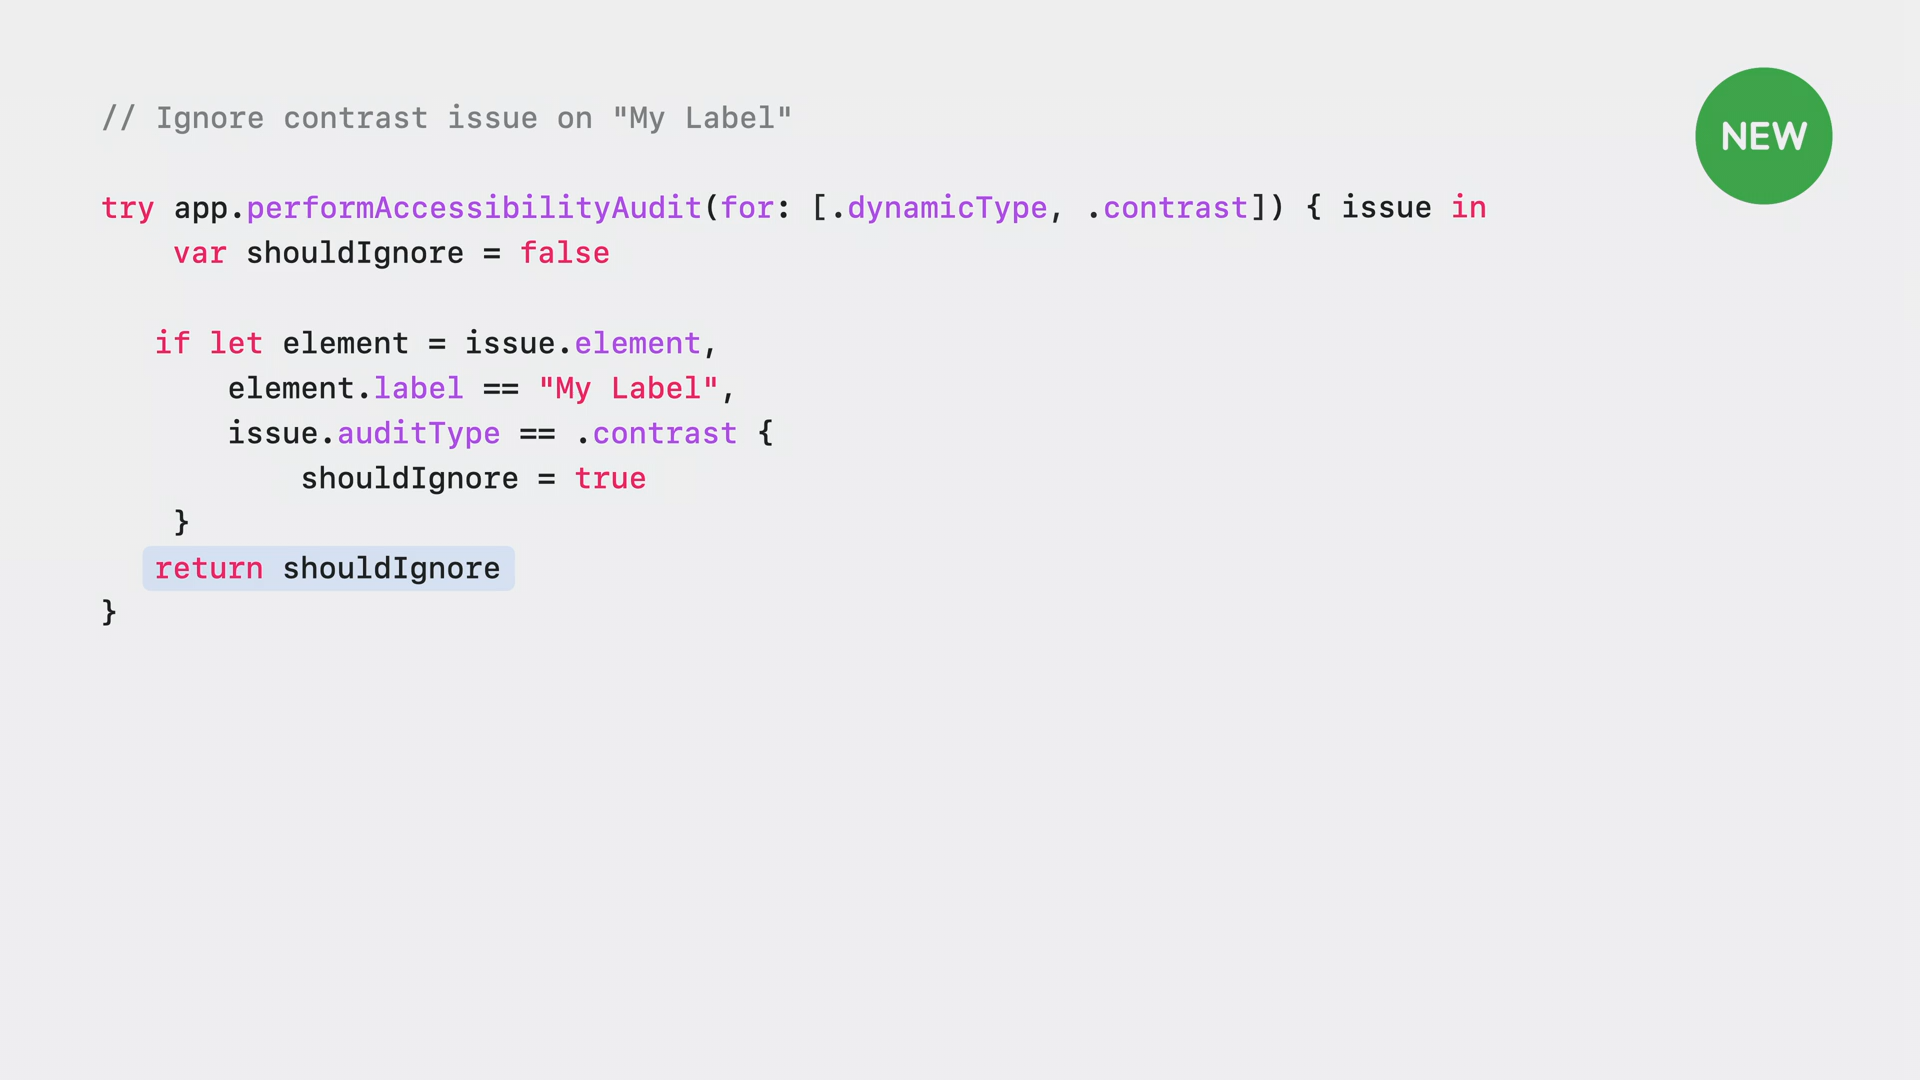 // Ignore contrast issue on "My Label"
NEW
try app.performAccessibilityAudit(for: [.dynamicType, .contrast]) { issue in
var shouldIgnore = false
if let element = issue.element,
element.label == "My Label",
issue.auditType == .contrast {
shouldIgnore = true
}
return shouldIgnore
}